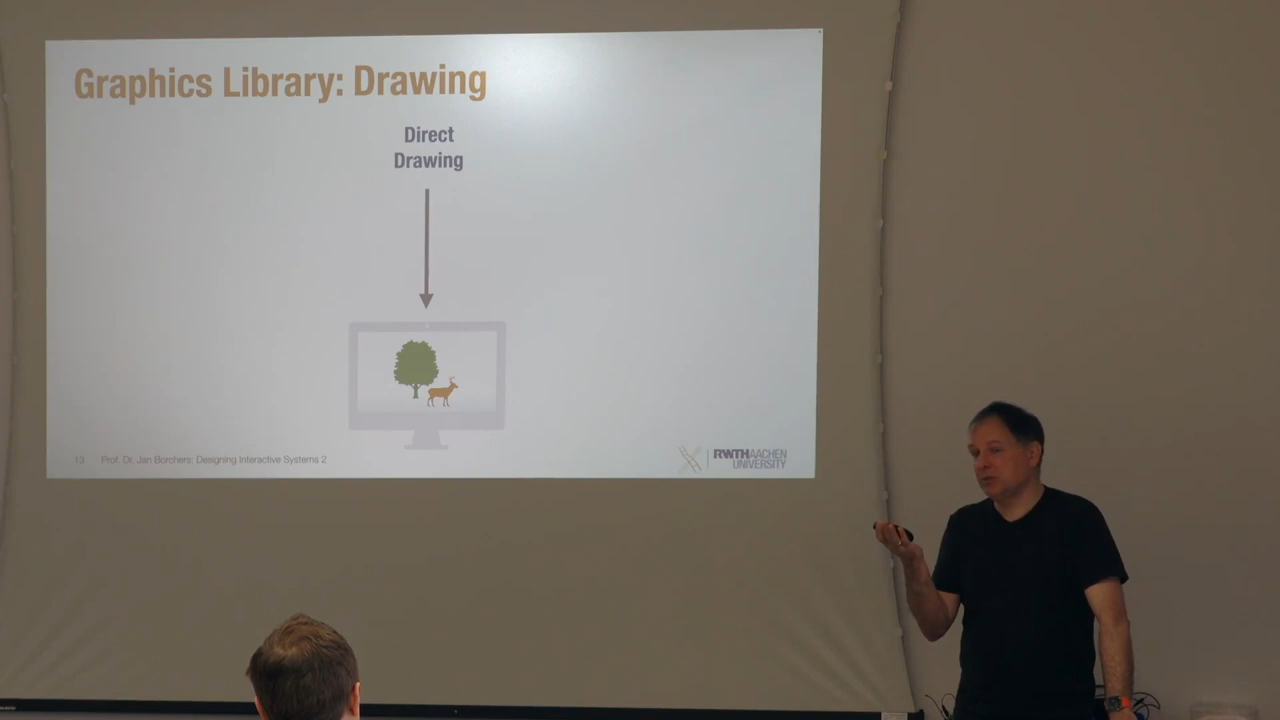 Graphics Library: Drawing
Direct
Drawing
13 Prof. Dr. Jan Borchers: Designing Interactive Systems 2
RWTHAACHEN
UNIVERSITY